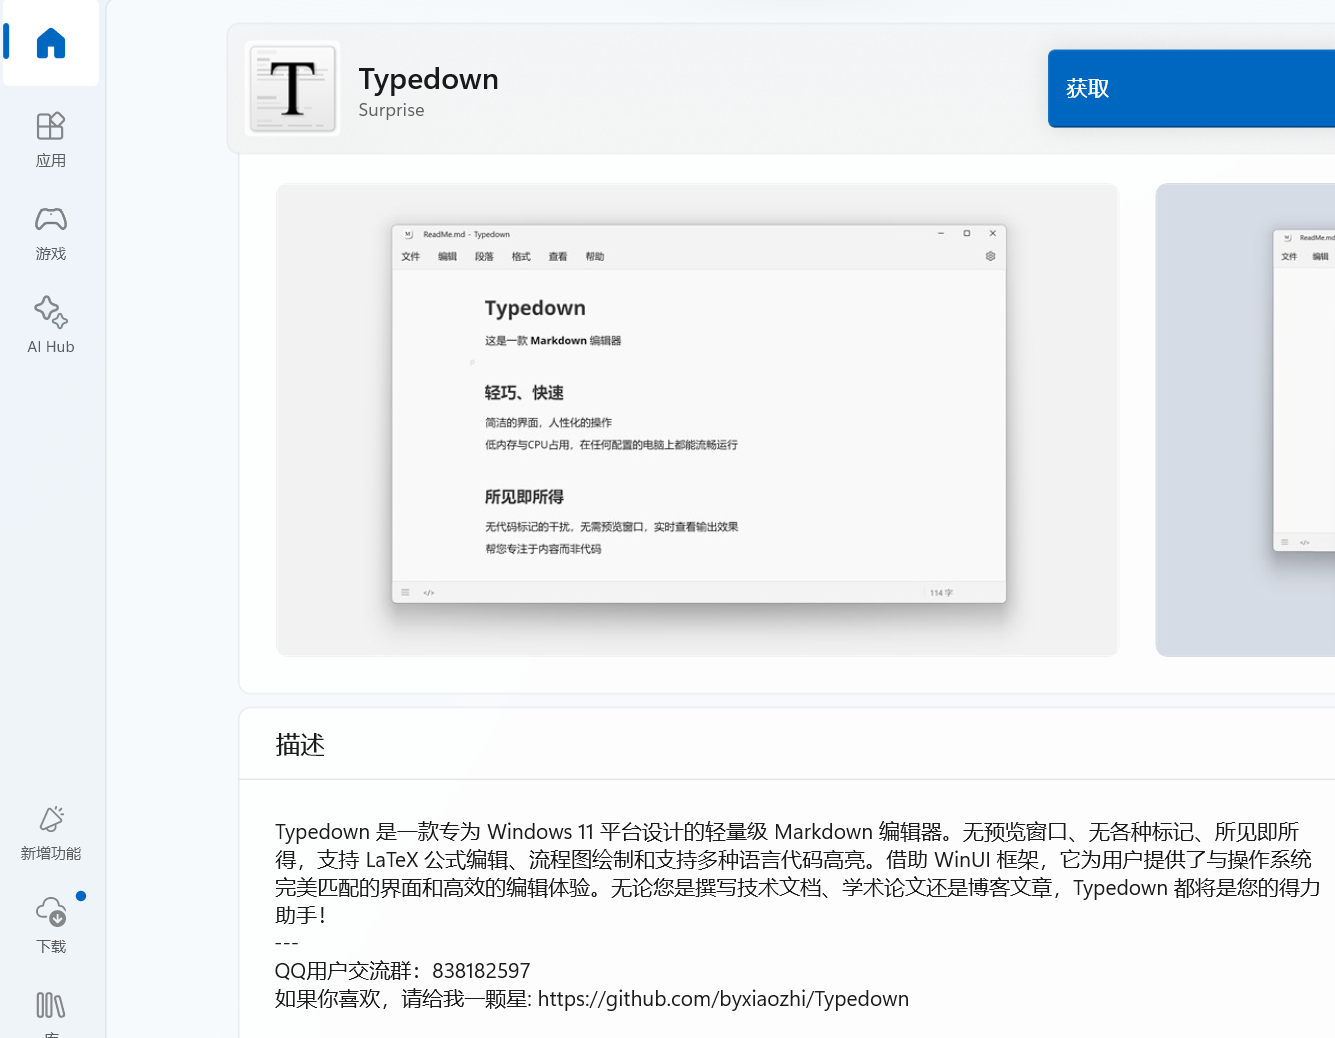 应用
游戏
AI Hub
新增功能
下载
库
Typedown
Surprise
获取
ReadMe.md - Typedown
文件 编辑 段落 格式 查看 帮助
Typedown
这是一款 Markdown 编辑器
轻巧、快速
简洁的界面，人性化的操作
低内存与CPU占用，在任何配置的电脑上都能流畅运行
所见即所得
无代码标记的干扰，无需预览窗口，实时查看输出效果
帮您专注于内容而非代码
</>
114 字
ReadMe.md
文件 编辑
</>
描述
Typedown 是一款专为 Windows 11 平台设计的轻量级 Markdown 编辑器。无预览窗口、无各种标记、所见即所
得，支持 LaTeX 公式编辑、流程图绘制和支持多种语言代码高亮。借助 WinUI 框架，它为用户提供了与操作系统
完美匹配的界面和高效的编辑体验。无论您是撰写技术文档、学术论文还是博客文章，Typedown 都将是您的得力
助手！
---
QQ用户交流群：838182597
如果你喜欢，请给我一颗星: https://github.com/byxiaozhi/Typedown